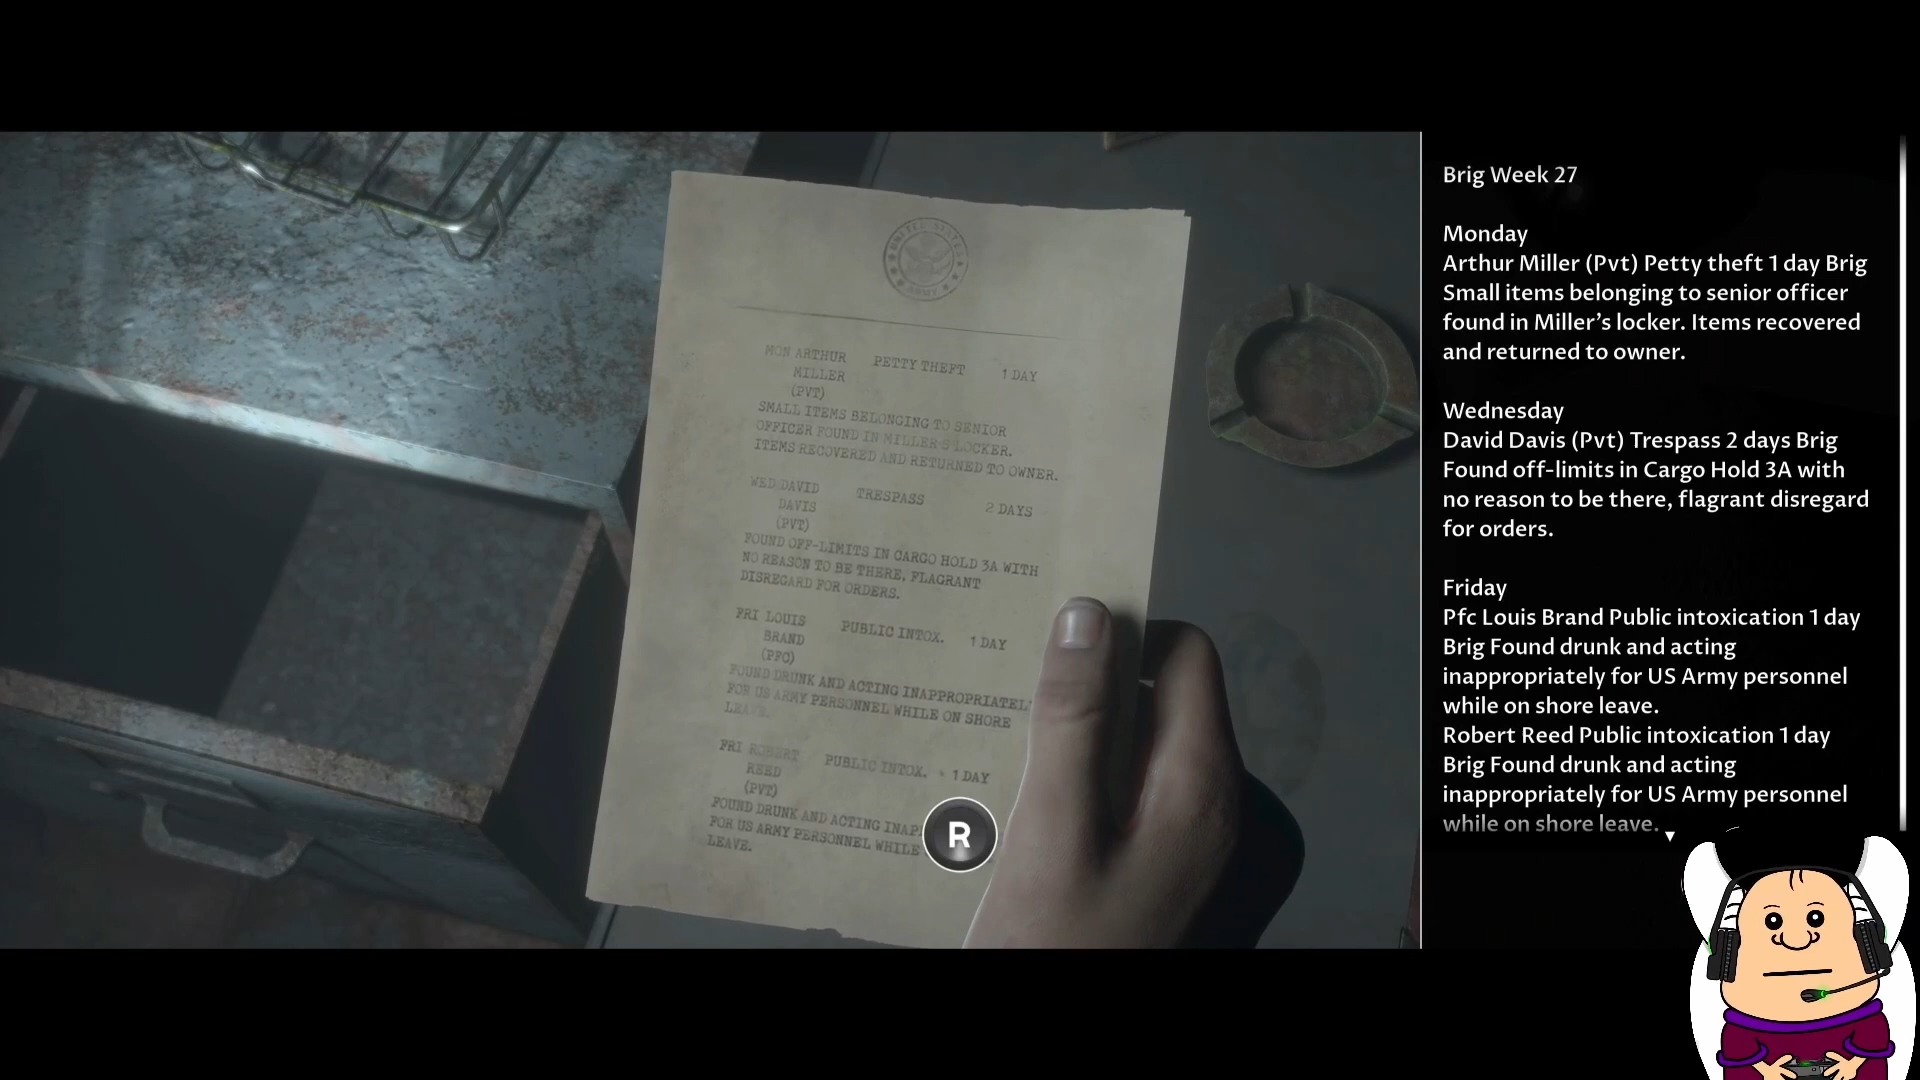 UNITED STATES
ARMY
MON ARTHUR PETTY THEFT 1 DAY
MILLER
(PVT)
SMALL ITEMS BELONGING TO SENIOR
OFFICER FOUND IN MILLER'S LOCKER.
ITEMS RECOVERED AND RETURNED TO OWNER.
WED DAVID TRESPASS 2 DAYS
DAVIS
(PVT)
FOUND OFF-LIMITS IN CARGO HOLD 3A WITH
NO REASON TO BE THERE, FLAGRANT
DISREGARD FOR ORDERS.
FRI LOUIS PUBLIC INTOX. 1 DAY
BRAND
(PFC)
FOUND DRUNK AND ACTING INAPPROPRIATEL
FOR US ARMY PERSONNEL WHILE ON SHORE
LEAVE.
FRI ROBERT PUBLIC INTOX. 1 DAY
REED
(PVT)
FOUND DRUNK AND ACTING INAP
FOR US ARMY PERSONNEL WHILE
LEAVE.
R
Brig Week 27
Monday
Arthur Miller (Pvt) Petty theft 1 day Brig
Small items belonging to senior officer
found in Miller's locker. Items recovered
and returned to owner.
Wednesday
David Davis (Pvt) Trespass 2 days Brig
Found off-limits in Cargo Hold 3A with
no reason to be there, flagrant disregard
for orders.
Friday
Pfc Louis Brand Public intoxication 1 day
Brig Found drunk and acting
inappropriately for US Army personnel
while on shore leave.
Robert Reed Public intoxication 1 day
Brig Found drunk and acting
inappropriately for US Army personnel
while on shore leave.